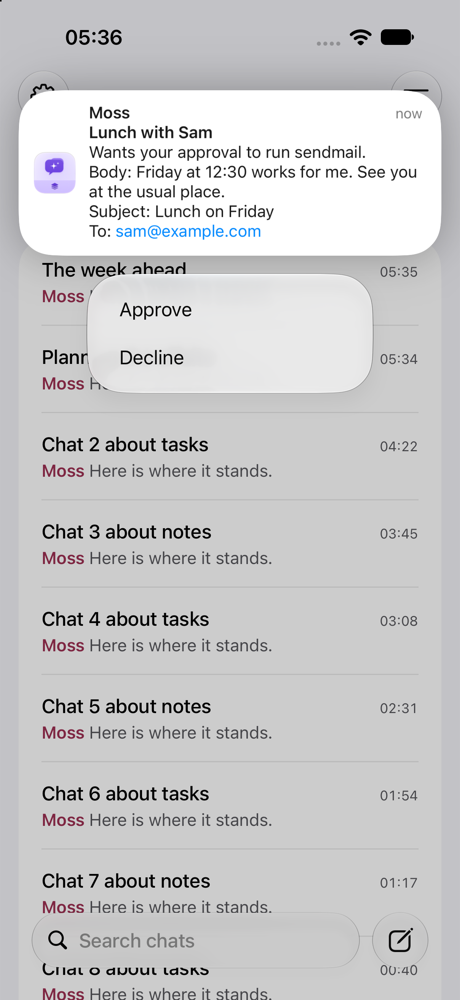 05:36
Moss
now
Lunch with Sam
Wants your approval to run sendmail.
Body: Friday at 12:30 works for me. See you
at the usual place.
Subject: Lunch on Friday
To: sam@example.com
The week ahead
05:35
Moss
Approve
Decline
05:34
Moss
Chat 2 about tasks
04:22
Moss Here is where it stands.
Chat 3 about notes
03:45
Moss Here is where it stands.
Chat 4 about tasks
03:08
Moss Here is where it stands.
Chat 5 about notes
02:31
Moss Here is where it stands.
Chat 6 about tasks
01:54
Moss Here is where it stands.
Chat 7 about notes
01:17
Moss Here is where it stands.
Search chats
Chat 8 about tasks
00:40
Moss Here is where it stands.